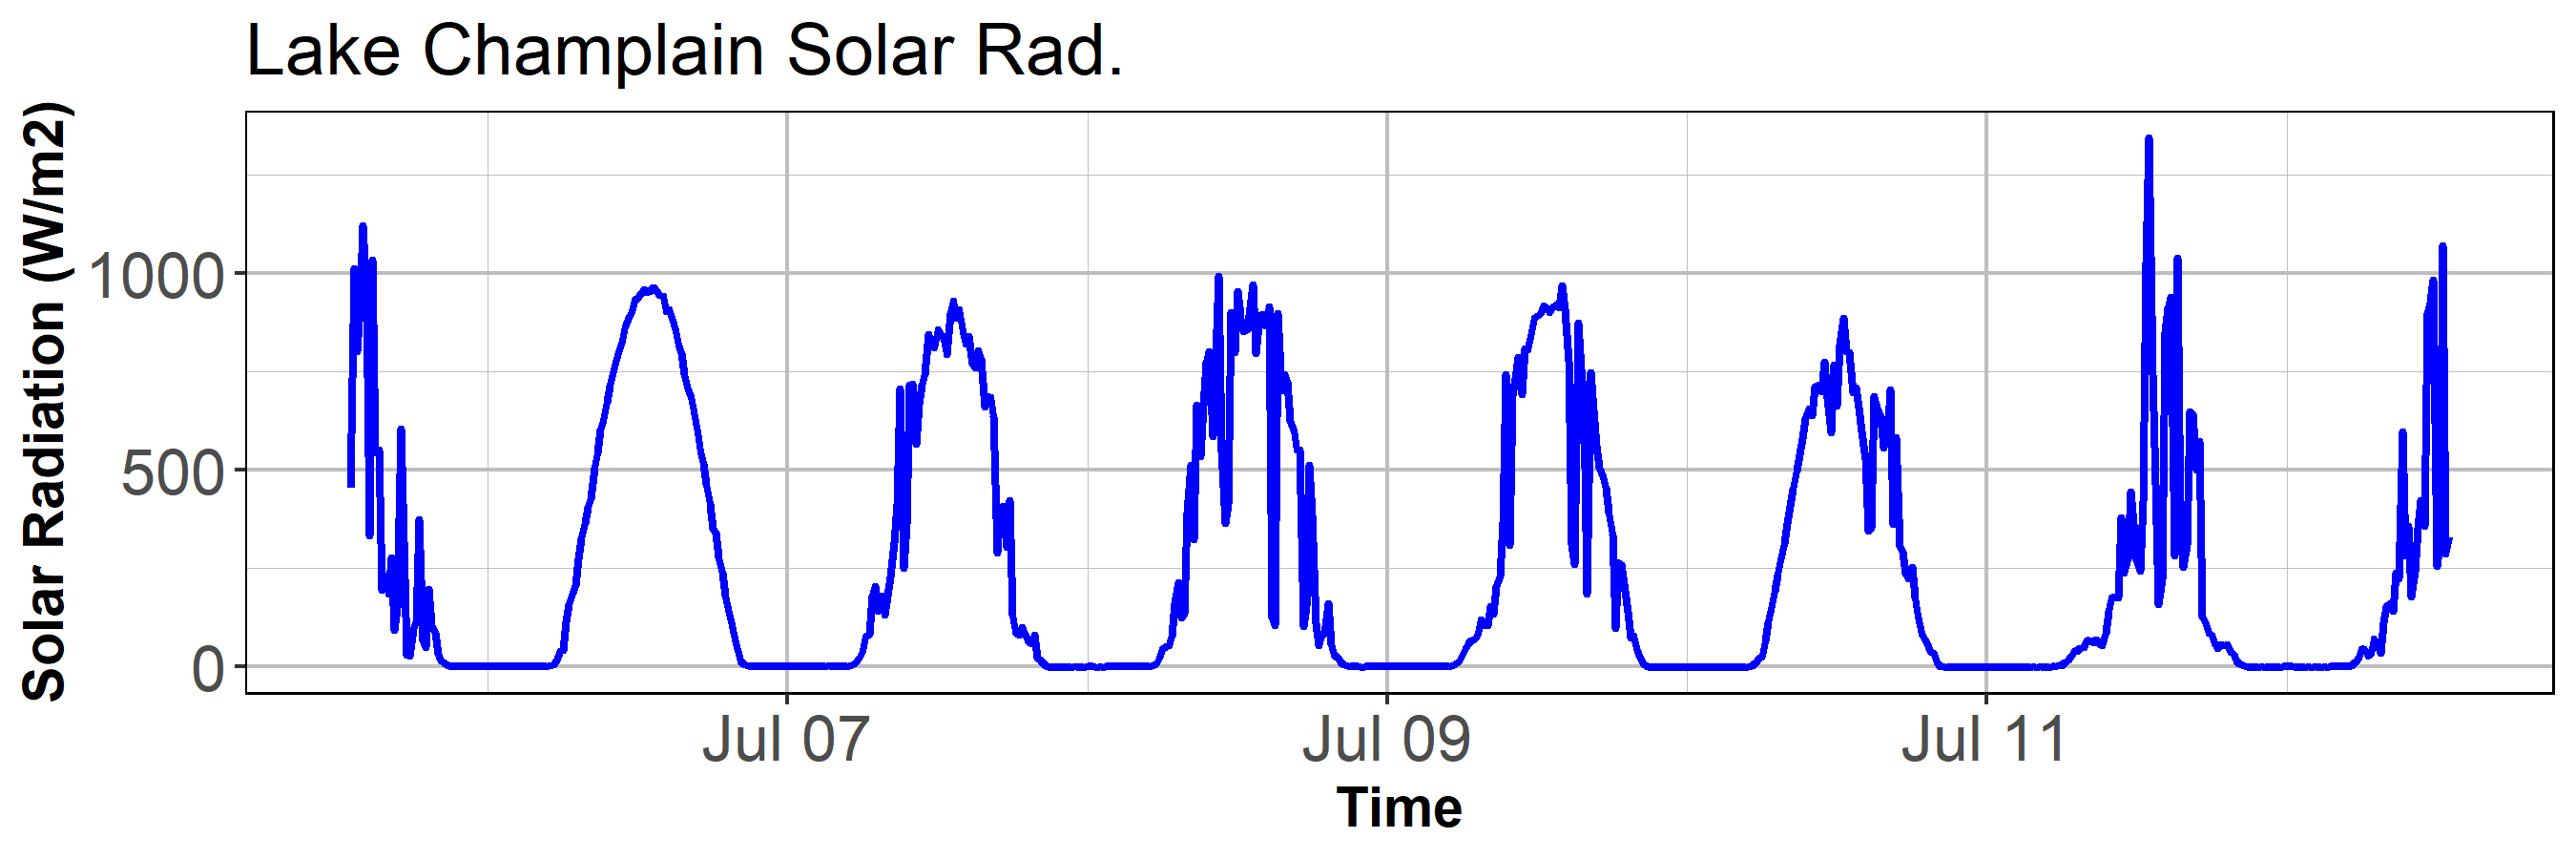 Lake Champlain Solar Rad.
Solar Radiation (W/m2)
1000
500
0
Jul 07
Jul 09
Jul 11
Time